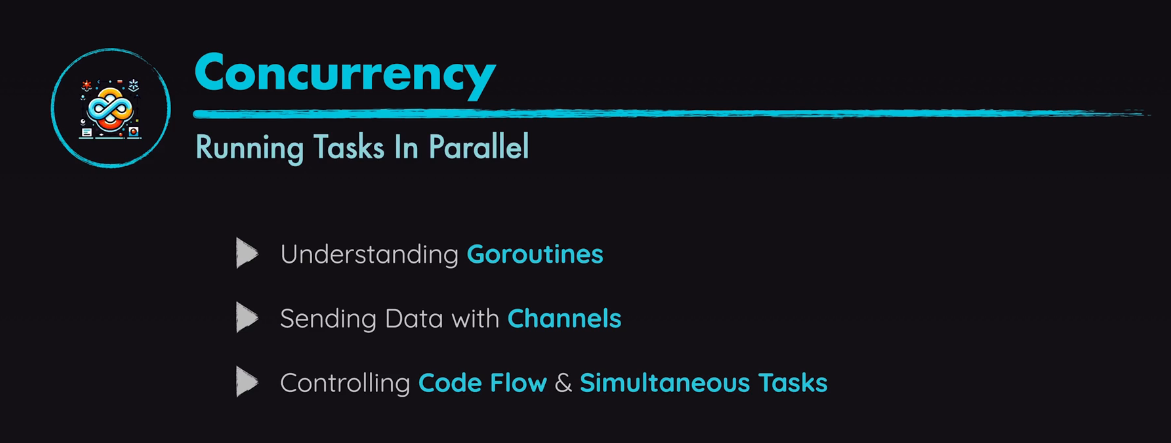 Concurrency
Running Tasks In Parallel
Understanding Goroutines
Sending Data with Channels
Controlling Code Flow & Simultaneous Tasks